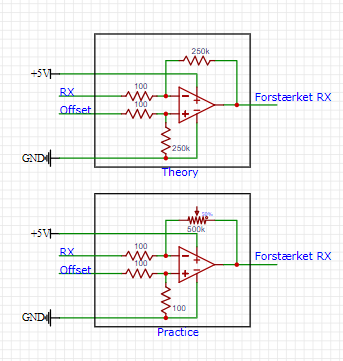 250k
+5V
RX
100
Offset
100
Forstærket RX
250k
GND
Theory
50%
500k
+5V
RX
100
Offset
100
Forstærket RX
100
GND
Practice